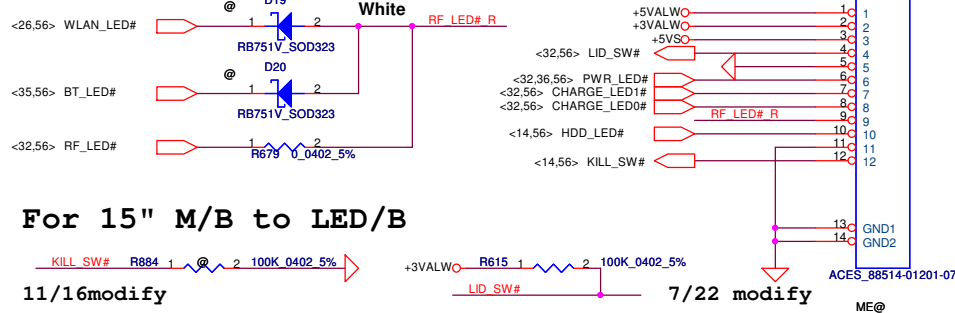 @ D19
White
<26,56> WLAN_LED# 1 2 RF_LED#_R
RB751V_SOD323
@ D20
<35,56> BT_LED# 1 2
RB751V_SOD323
<32,56> RF_LED# 1 2
R679 0_0402_5%
+5VALW 1 1
+3VALW 2 2
+5VS 3 3
<32,56> LID_SW# 4 4
5 5
<32,36,56> PWR_LED# 6 6
<32,56> CHARGE_LED1# 7 7
<32,56> CHARGE_LED0# 8 8
RF_LED#_R 9 9
<14,56> HDD_LED# 10 10
11 11
<14,56> KILL_SW# 12 12
13 GND1
14 GND2
ACES_88514-01201-07
ME@
For 15" M/B to LED/B
KILL_SW# R884 1 @ 2 100K_0402_5%
11/16modify
+3VALW R615 1 2 100K_0402_5%
LID_SW#
7/22 modify